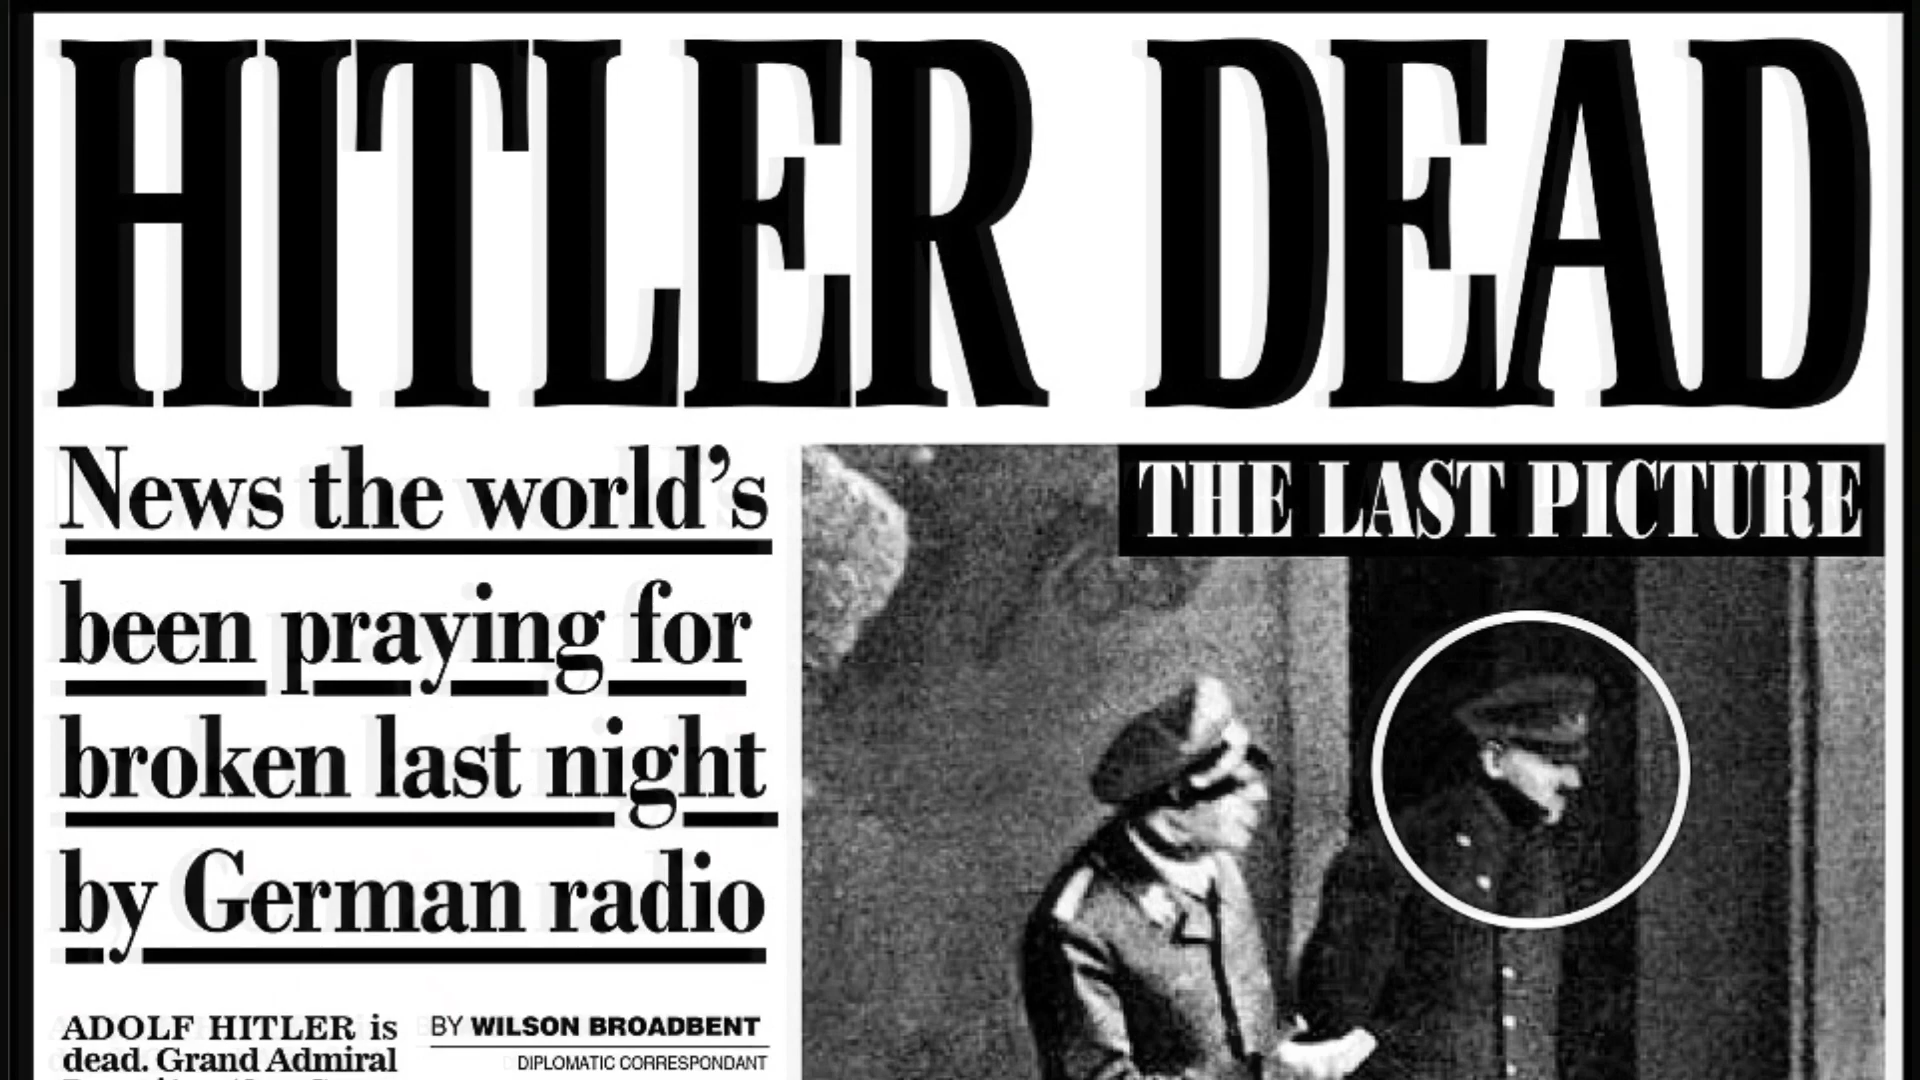 HITLER DEAD
News the world's
been praying for
broken last night
by German radio
THE LAST PICTURE
ADOLF HITLER is
dead. Grand Admiral
BY WILSON BROADBENT
DIPLOMATIC CORRESPONDANT